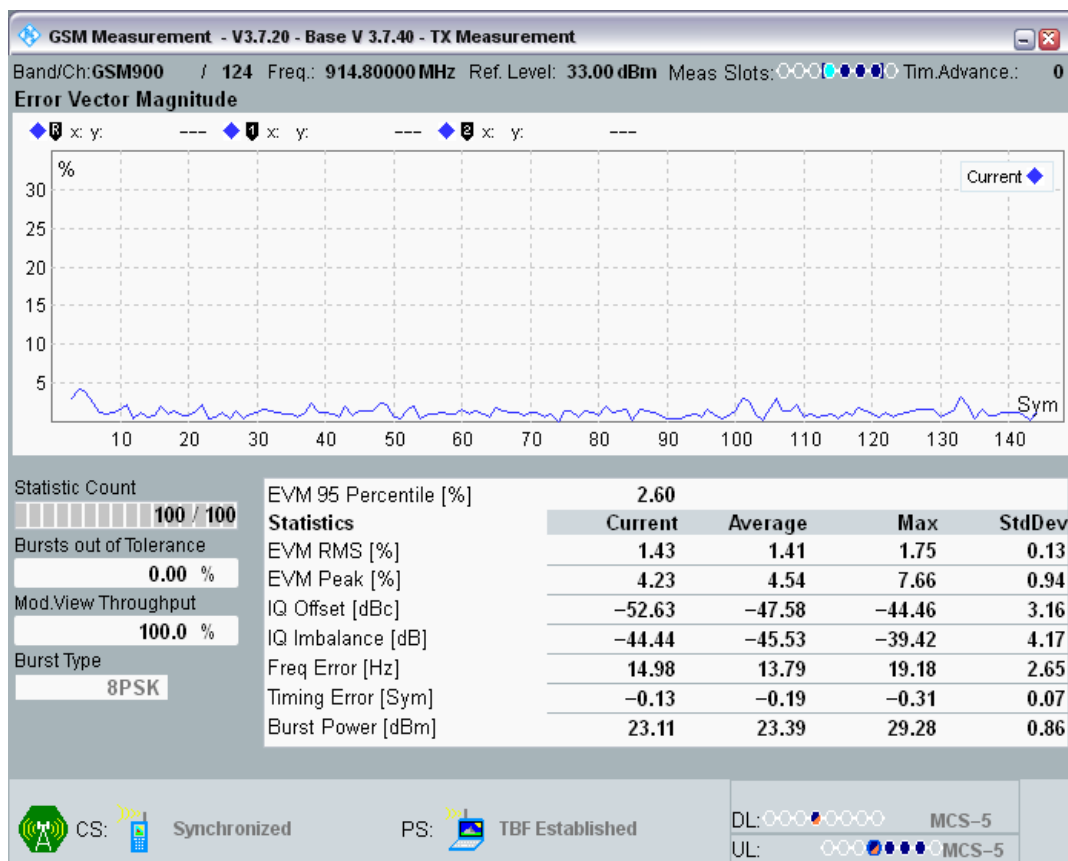 GSM Measurement - V3.7.20 - Base V 3.7.40 - TX Measurement
Band/Ch:GSM900 / 124 Freq.: 914.80000 MHz Ref. Level: 33.00 dBm Meas Slots: Tim.Advance.: 0
Error Vector Magnitude
R x: y: --- 1 x: y: --- 2 x: y: ---
%
Current
30
25
20
15
10
5
Sym
10 20 30 40 50 60 70 80 90 100 110 120 130 140
Statistic Count
100 / 100
Bursts out of Tolerance
0.00 %
Mod.View Throughput
100.0 %
Burst Type
8PSK
EVM 95 Percentile [%] 2.60
Statistics Current Average Max StdDev
EVM RMS [%] 1.43 1.41 1.75 0.13
EVM Peak [%] 4.23 4.54 7.66 0.94
IQ Offset [dBc] −52.63 −47.58 −44.46 3.16
IQ Imbalance [dB] −44.44 −45.53 −39.42 4.17
Freq Error [Hz] 14.98 13.79 19.18 2.65
Timing Error [Sym] −0.13 −0.19 −0.31 0.07
Burst Power [dBm] 23.11 23.39 29.28 0.86
CS: Synchronized PS: TBF Established
DL: MCS−5
UL: MCS−5